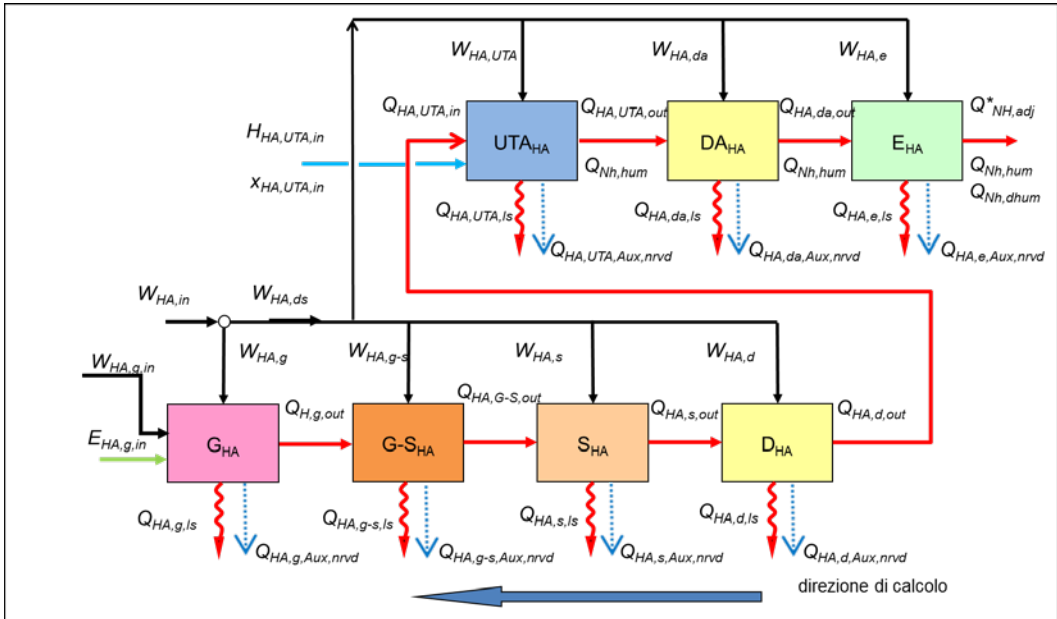 W_HA,UTA
W_HA,da
W_HA,e
Q_HA,UTA,in
Q_HA,UTA,out
Q_HA,da,out
Q*_NH,adj
H_HA,UTA,in
UTA_HA
DA_HA
E_HA
x_HA,UTA,in
Q_Nh,hum
Q_Nh,hum
Q_Nh,hum
Q_Nh,dhum
Q_HA,UTA,ls
Q_HA,da,ls
Q_HA,e,ls
Q_HA,UTA,Aux,nrvd
Q_HA,da,Aux,nrvd
Q_HA,e,Aux,nrvd
W_HA,in
W_HA,ds
W_HA,g
W_HA,g-s
W_HA,s
W_HA,d
W_HA,g,in
Q_H,g,out
Q_HA,G-S,out
Q_HA,s,out
Q_HA,d,out
E_HA,g,in
G_HA
G-S_HA
S_HA
D_HA
Q_HA,g,ls
Q_HA,g-s,ls
Q_HA,s,ls
Q_HA,d,ls
Q_HA,g,Aux,nrvd
Q_HA,g-s,Aux,nrvd
Q_HA,s,Aux,nrvd
Q_HA,d,Aux,nrvd
direzione di calcolo